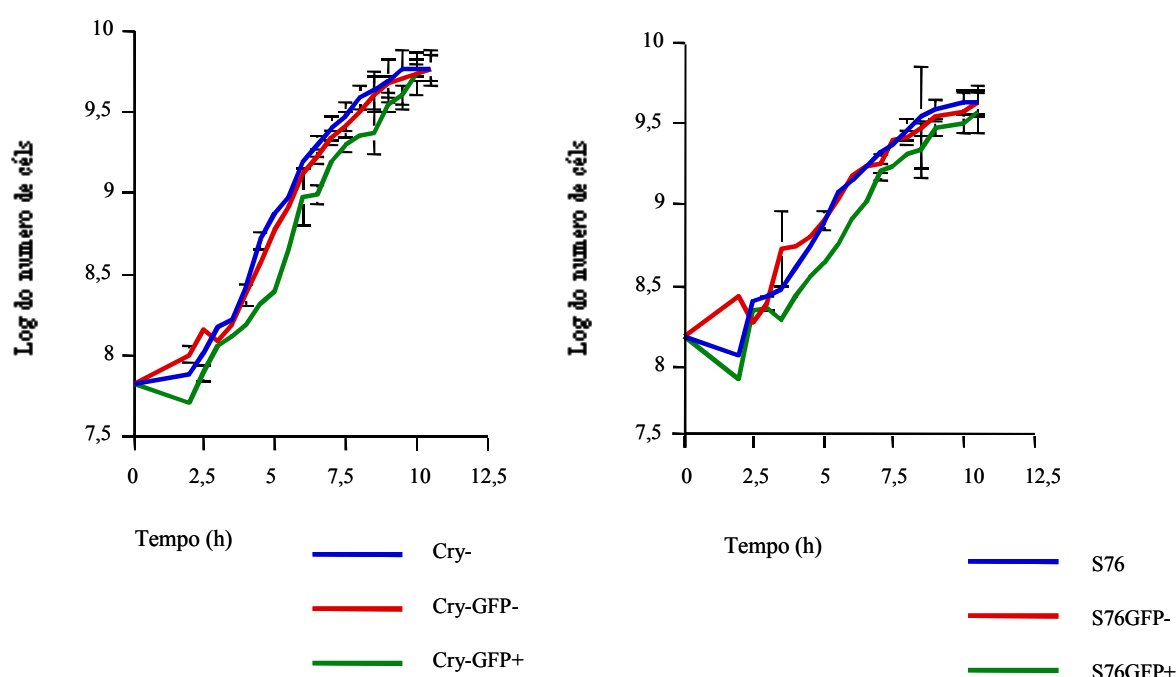 Log do numero de céls
10
9,5
9
8,5
8
7,5
0 2,5 5 7,5 10 12,5
Tempo (h)
Cry-
Cry-GFP-
Cry-GFP+
Log do numero de céls
10
9,5
9
8,5
8
7,5
0 2,5 5 7,5 10 12,5
Tempo (h)
S76
S76GFP-
S76GFP+